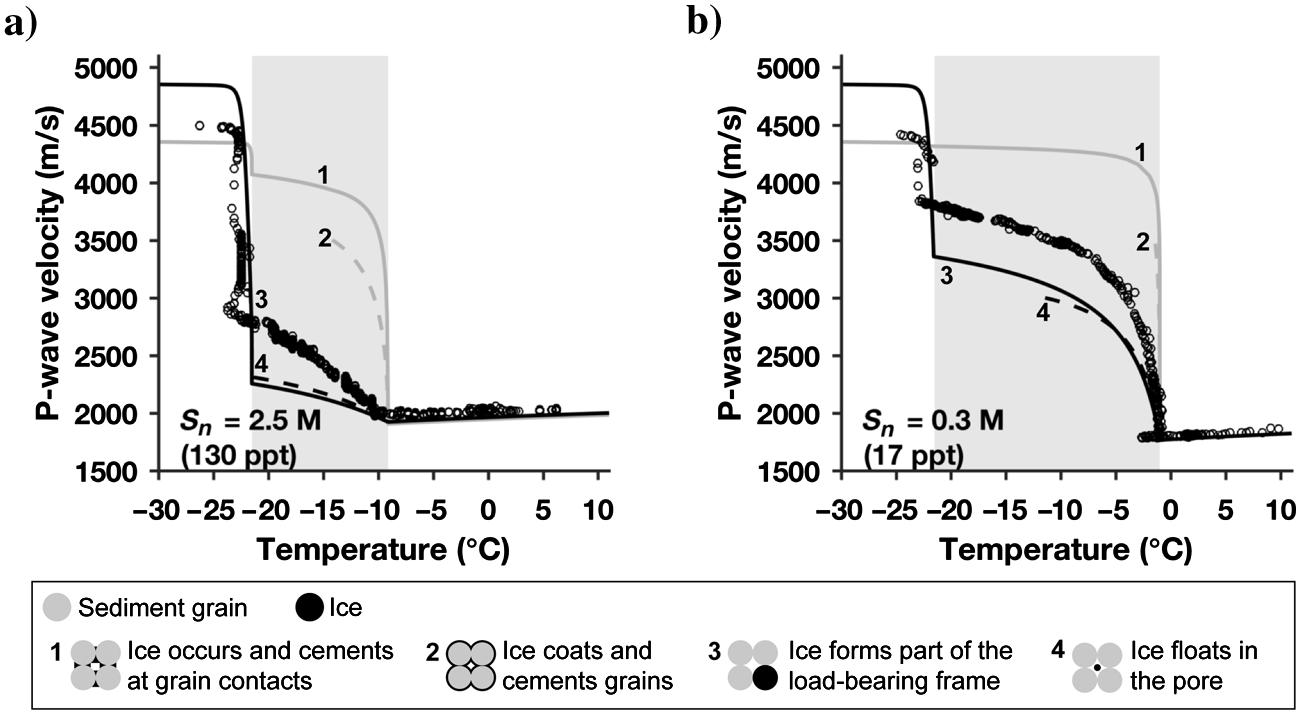 a)
P-wave velocity (m/s)
5000
4500
4000
3500
3000
2500
2000
1500
1
2
3
4
Sn = 2.5 M
(130 ppt)
−30 −25 −20 −15 −10 −5 0 5 10
Temperature (°C)
b)
P-wave velocity (m/s)
5000
4500
4000
3500
3000
2500
2000
1500
1
2
3
4
Sn = 0.3 M
(17 ppt)
−30 −25 −20 −15 −10 −5 0 5 10
Temperature (°C)
Sediment grain Ice
1 Ice occurs and cements
at grain contacts
2 Ice coats and
cements grains
3 Ice forms part of the
load-bearing frame
4 Ice floats in
the pore